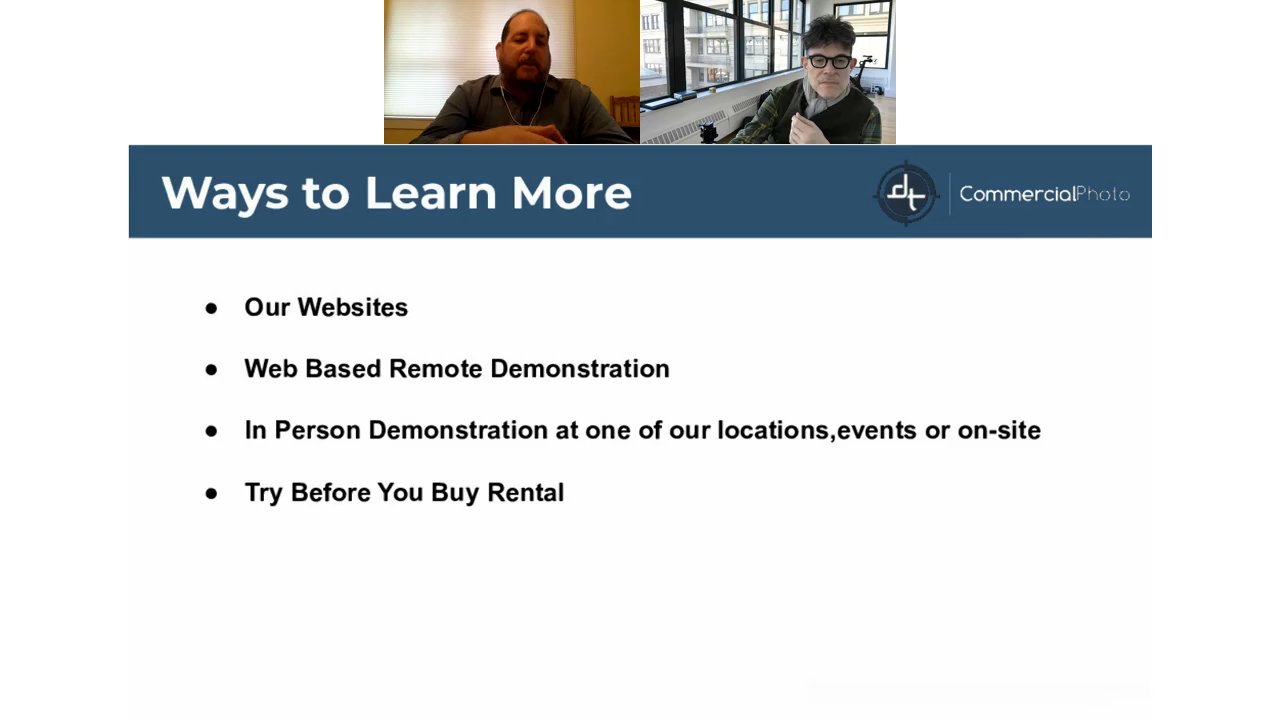 Ways to Learn More
dt
CommercialPhoto
● Our Websites
● Web Based Remote Demonstration
● In Person Demonstration at one of our locations,events or on-site
● Try Before You Buy Rental